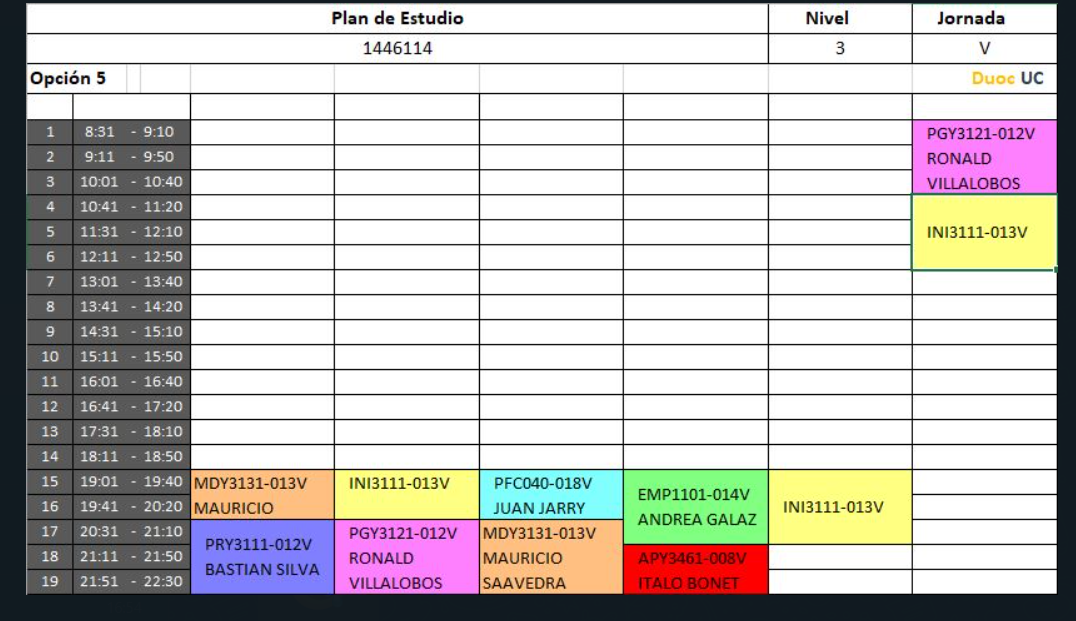 Plan de Estudio Nivel Jornada
1446114 3 V
Opción 5 Duoc UC
1 8:31 - 9:10 PGY3121-012V
2 9:11 - 9:50 RONALD
3 10:01 - 10:40 VILLALOBOS
4 10:41 - 11:20
5 11:31 - 12:10 INI3111-013V
6 12:11 - 12:50
7 13:01 - 13:40
8 13:41 - 14:20
9 14:31 - 15:10
10 15:11 - 15:50
11 16:01 - 16:40
12 16:41 - 17:20
13 17:31 - 18:10
14 18:11 - 18:50
15 19:01 - 19:40 MDY3131-013V INI3111-013V PFC040-018V EMP1101-014V
16 19:41 - 20:20 MAURICIO JUAN JARRY ANDREA GALAZ INI3111-013V
17 20:31 - 21:10 PRY3111-012V PGY3121-012V MDY3131-013V
18 21:11 - 21:50 BASTIAN SILVA RONALD MAURICIO APY3461-008V
19 21:51 - 22:30 VILLALOBOS SAAVEDRA ITALO BONET